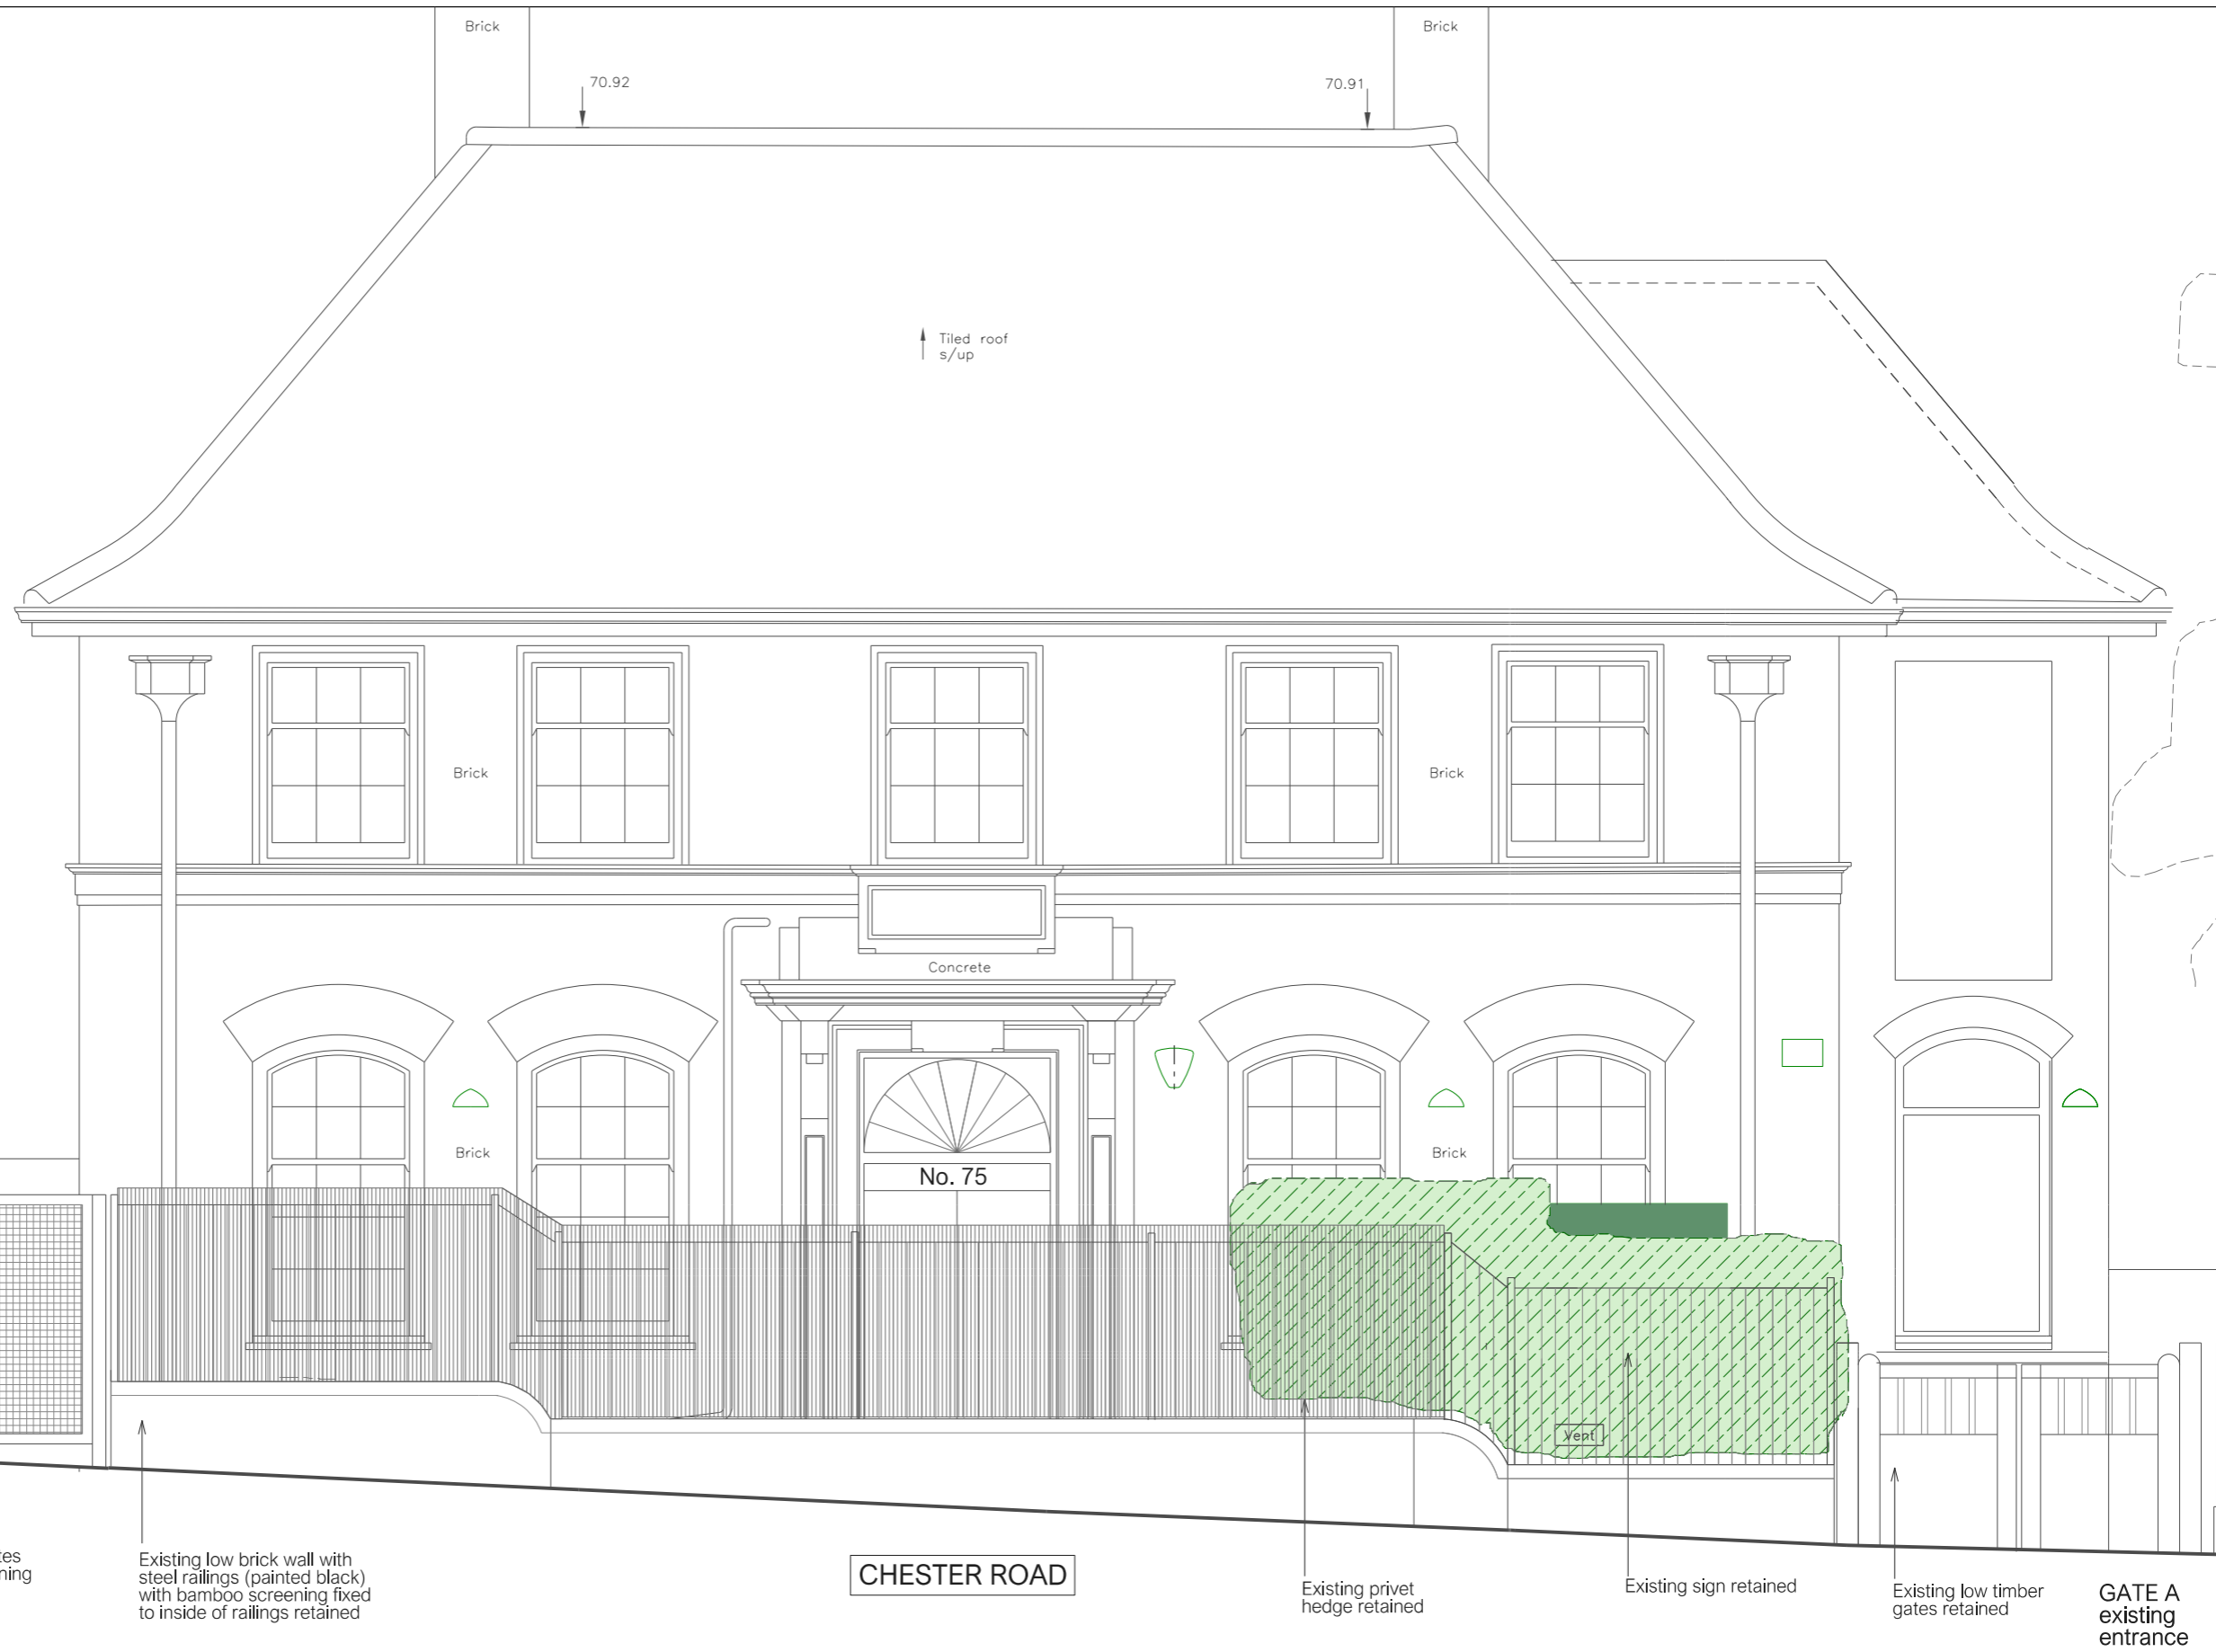 Brick
Brick
70.92
70.91
Tiled roof
s/up
Brick
Brick
Concrete
Brick
Brick
No. 75
Vent
Existing low brick wall with
steel railings (painted black)
with bamboo screening fixed
to inside of railings retained
CHESTER ROAD
Existing privet
hedge retained
Existing sign retained
Existing low timber
gates retained
GATE A
existing
entrance